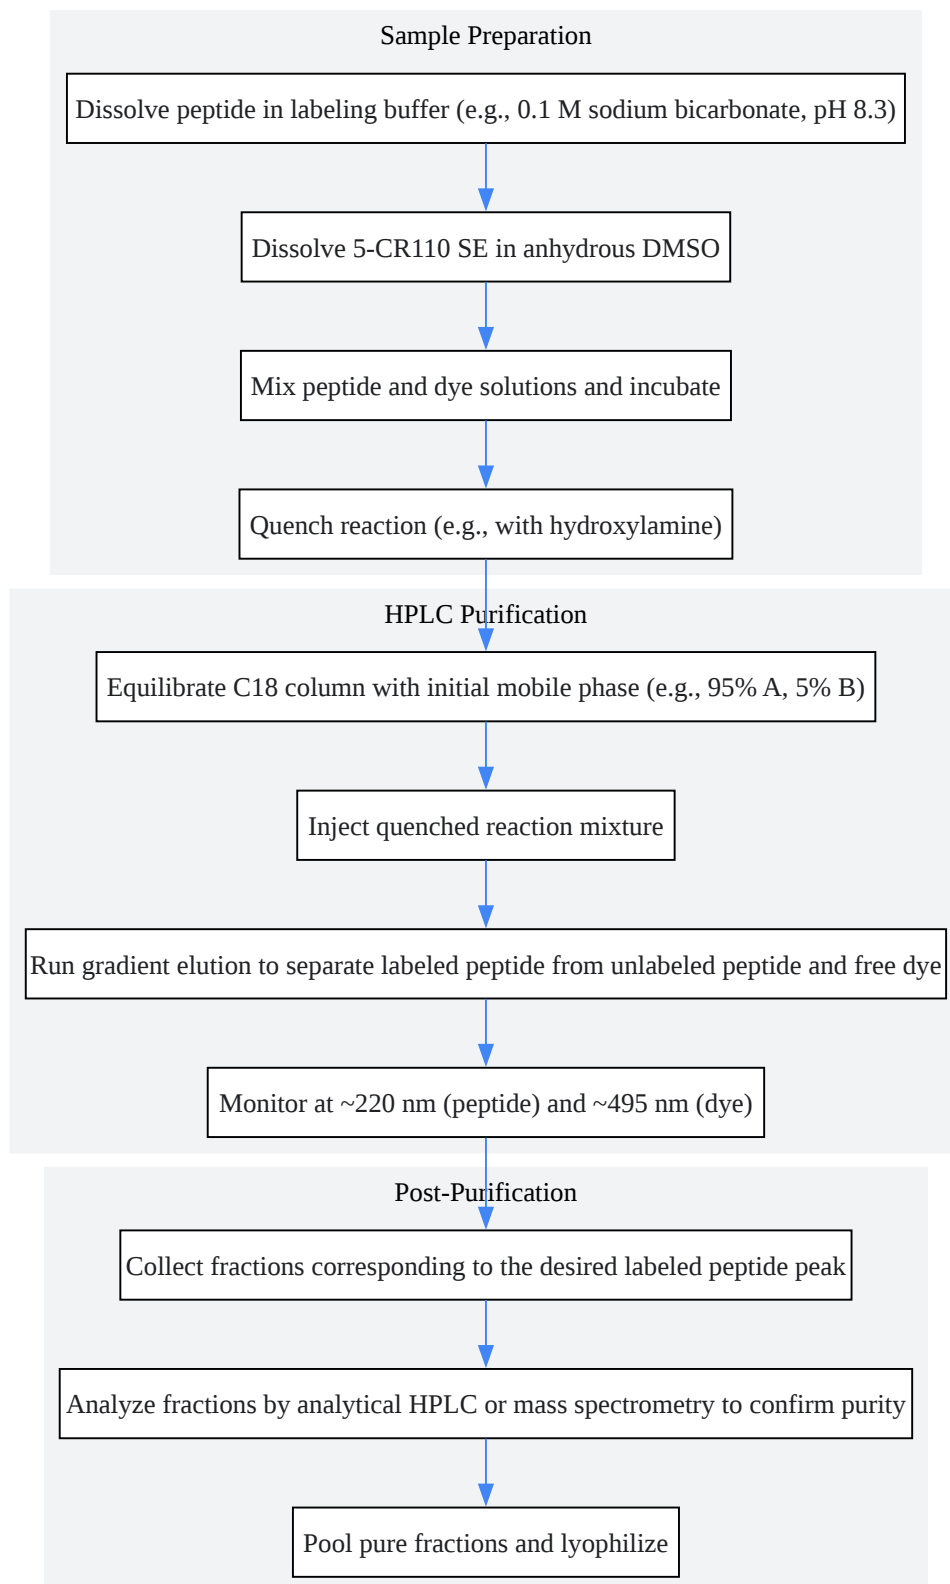 Sample Preparation
Dissolve peptide in labeling buffer (e.g., 0.1 M sodium bicarbonate, pH 8.3)
Dissolve 5-CR110 SE in anhydrous DMSO
Mix peptide and dye solutions and incubate
Quench reaction (e.g., with hydroxylamine)
HPLC Purification
Equilibrate C18 column with initial mobile phase (e.g., 95% A, 5% B)
Inject quenched reaction mixture
Run gradient elution to separate labeled peptide from unlabeled peptide and free dye
Monitor at ~220 nm (peptide) and ~495 nm (dye)
Post-Purification
Collect fractions corresponding to the desired labeled peptide peak
Analyze fractions by analytical HPLC or mass spectrometry to confirm purity
Pool pure fractions and lyophilize